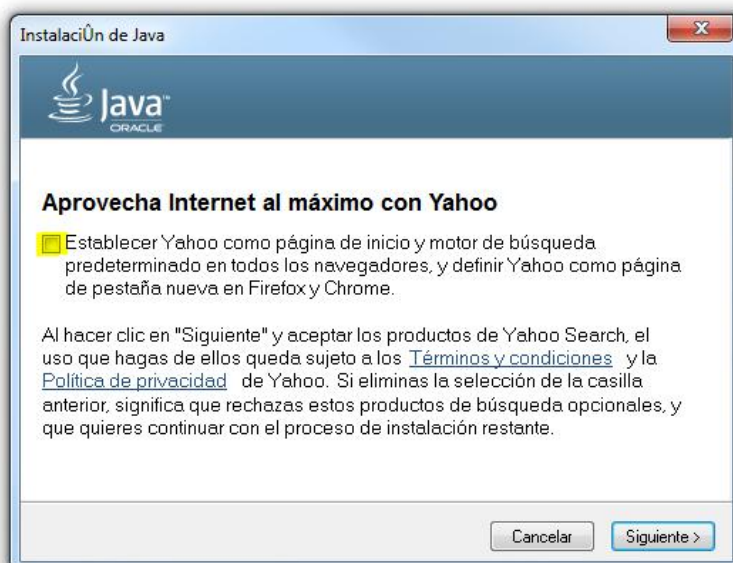 InstalaciÛn de Java
Java™
ORACLE
Aprovecha Internet al máximo con Yahoo
Establecer Yahoo como página de inicio y motor de búsqueda
predeterminado en todos los navegadores, y definir Yahoo como página
de pestaña nueva en Firefox y Chrome.
Al hacer clic en "Siguiente" y aceptar los productos de Yahoo Search, el
uso que hagas de ellos queda sujeto a los Términos y condiciones y la
Política de privacidad de Yahoo. Si eliminas la selección de la casilla
anterior, significa que rechazas estos productos de búsqueda opcionales, y
que quieres continuar con el proceso de instalación restante.
Cancelar Siguiente >